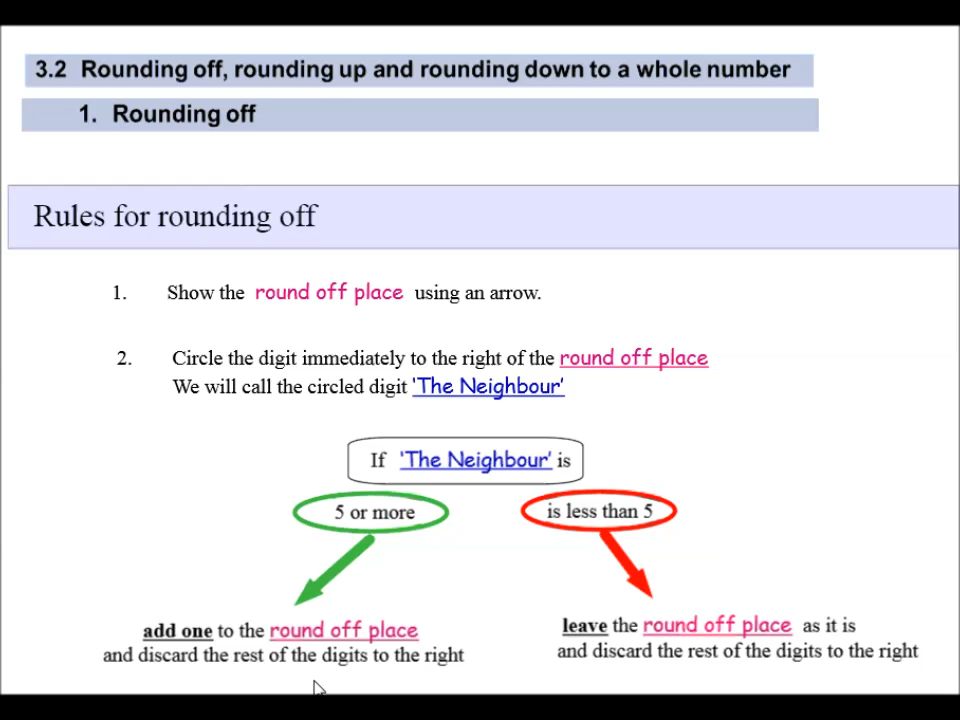 3.2 Rounding off, rounding up and rounding down to a whole number
1. Rounding off
Rules for rounding off
1. Show the round off place using an arrow.
2. Circle the digit immediately to the right of the round off place
We will call the circled digit 'The Neighbour'
If 'The Neighbour' is
5 or more
is less than 5
add one to the round off place
and discard the rest of the digits to the right
leave the round off place as it is
and discard the rest of the digits to the right